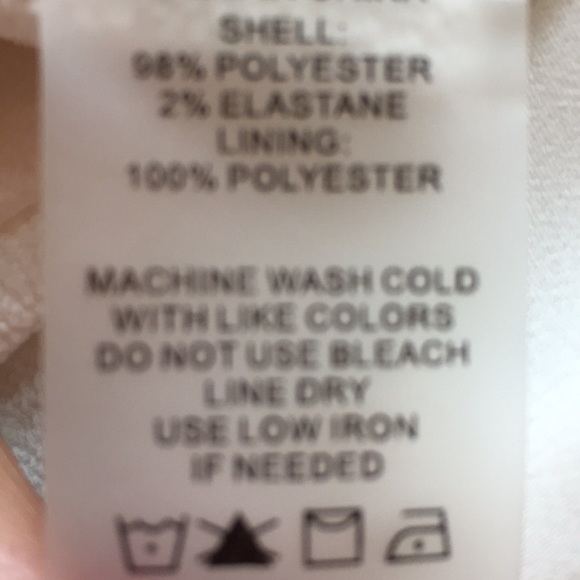 SHELL:
98% POLYESTER
2% ELASTANE
LINING:
100% POLYESTER
MACHINE WASH COLD
WITH LIKE COLORS
DO NOT USE BLEACH
LINE DRY
USE LOW IRON
IF NEEDED